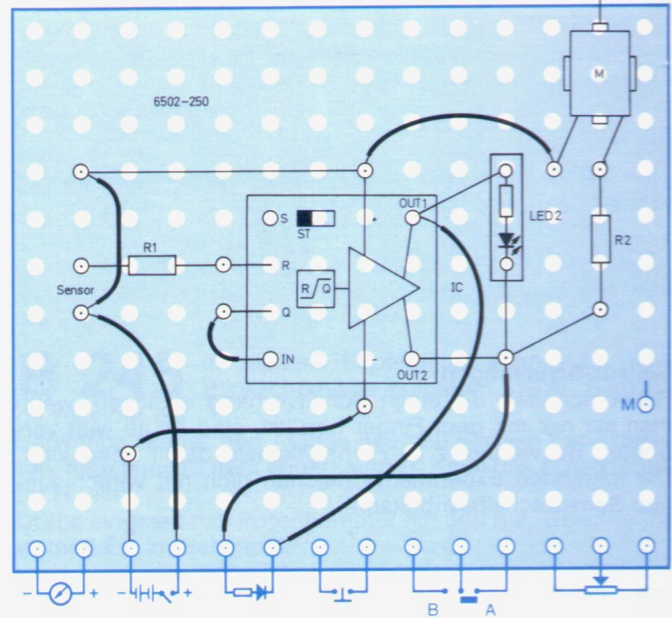 M
6502-250
OUT1
S
ST
+
LED2
R1
R
R2
Sensor
R Q
IC
Q
IN
-
OUT2
M
- + - + B A